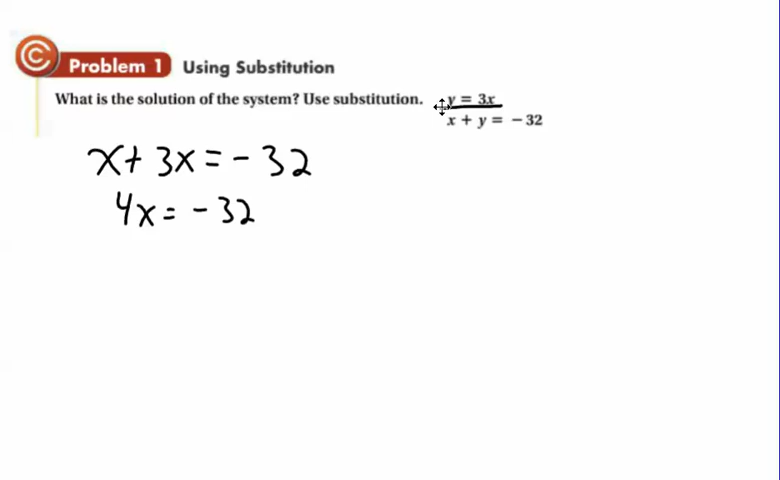 © Problem 1 Using Substitution
What is the solution of the system? Use substitution. y = 3x
x + y = −32
x + 3x = − 32
4x = − 32